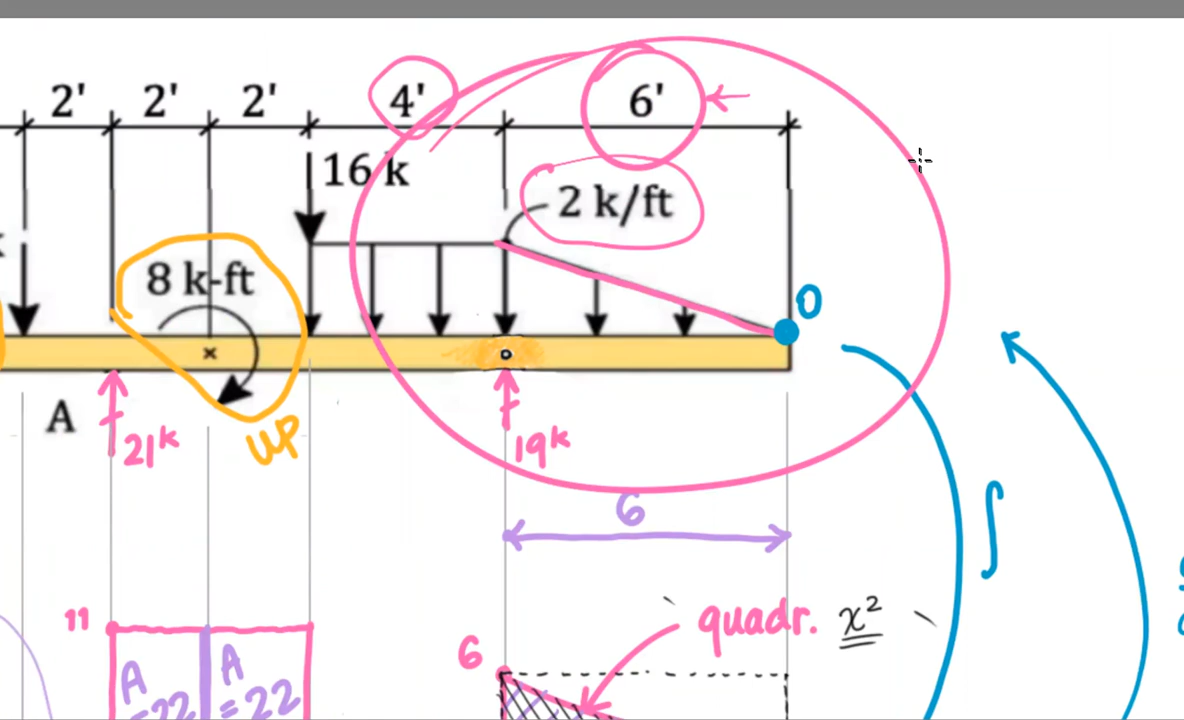 2' 2' 2' 4' 6'
16 k
2 k/ft
8 k-ft
0
A
21k
UP
19k
6
∫
11
quadr. x²
6
A A
=22 =22